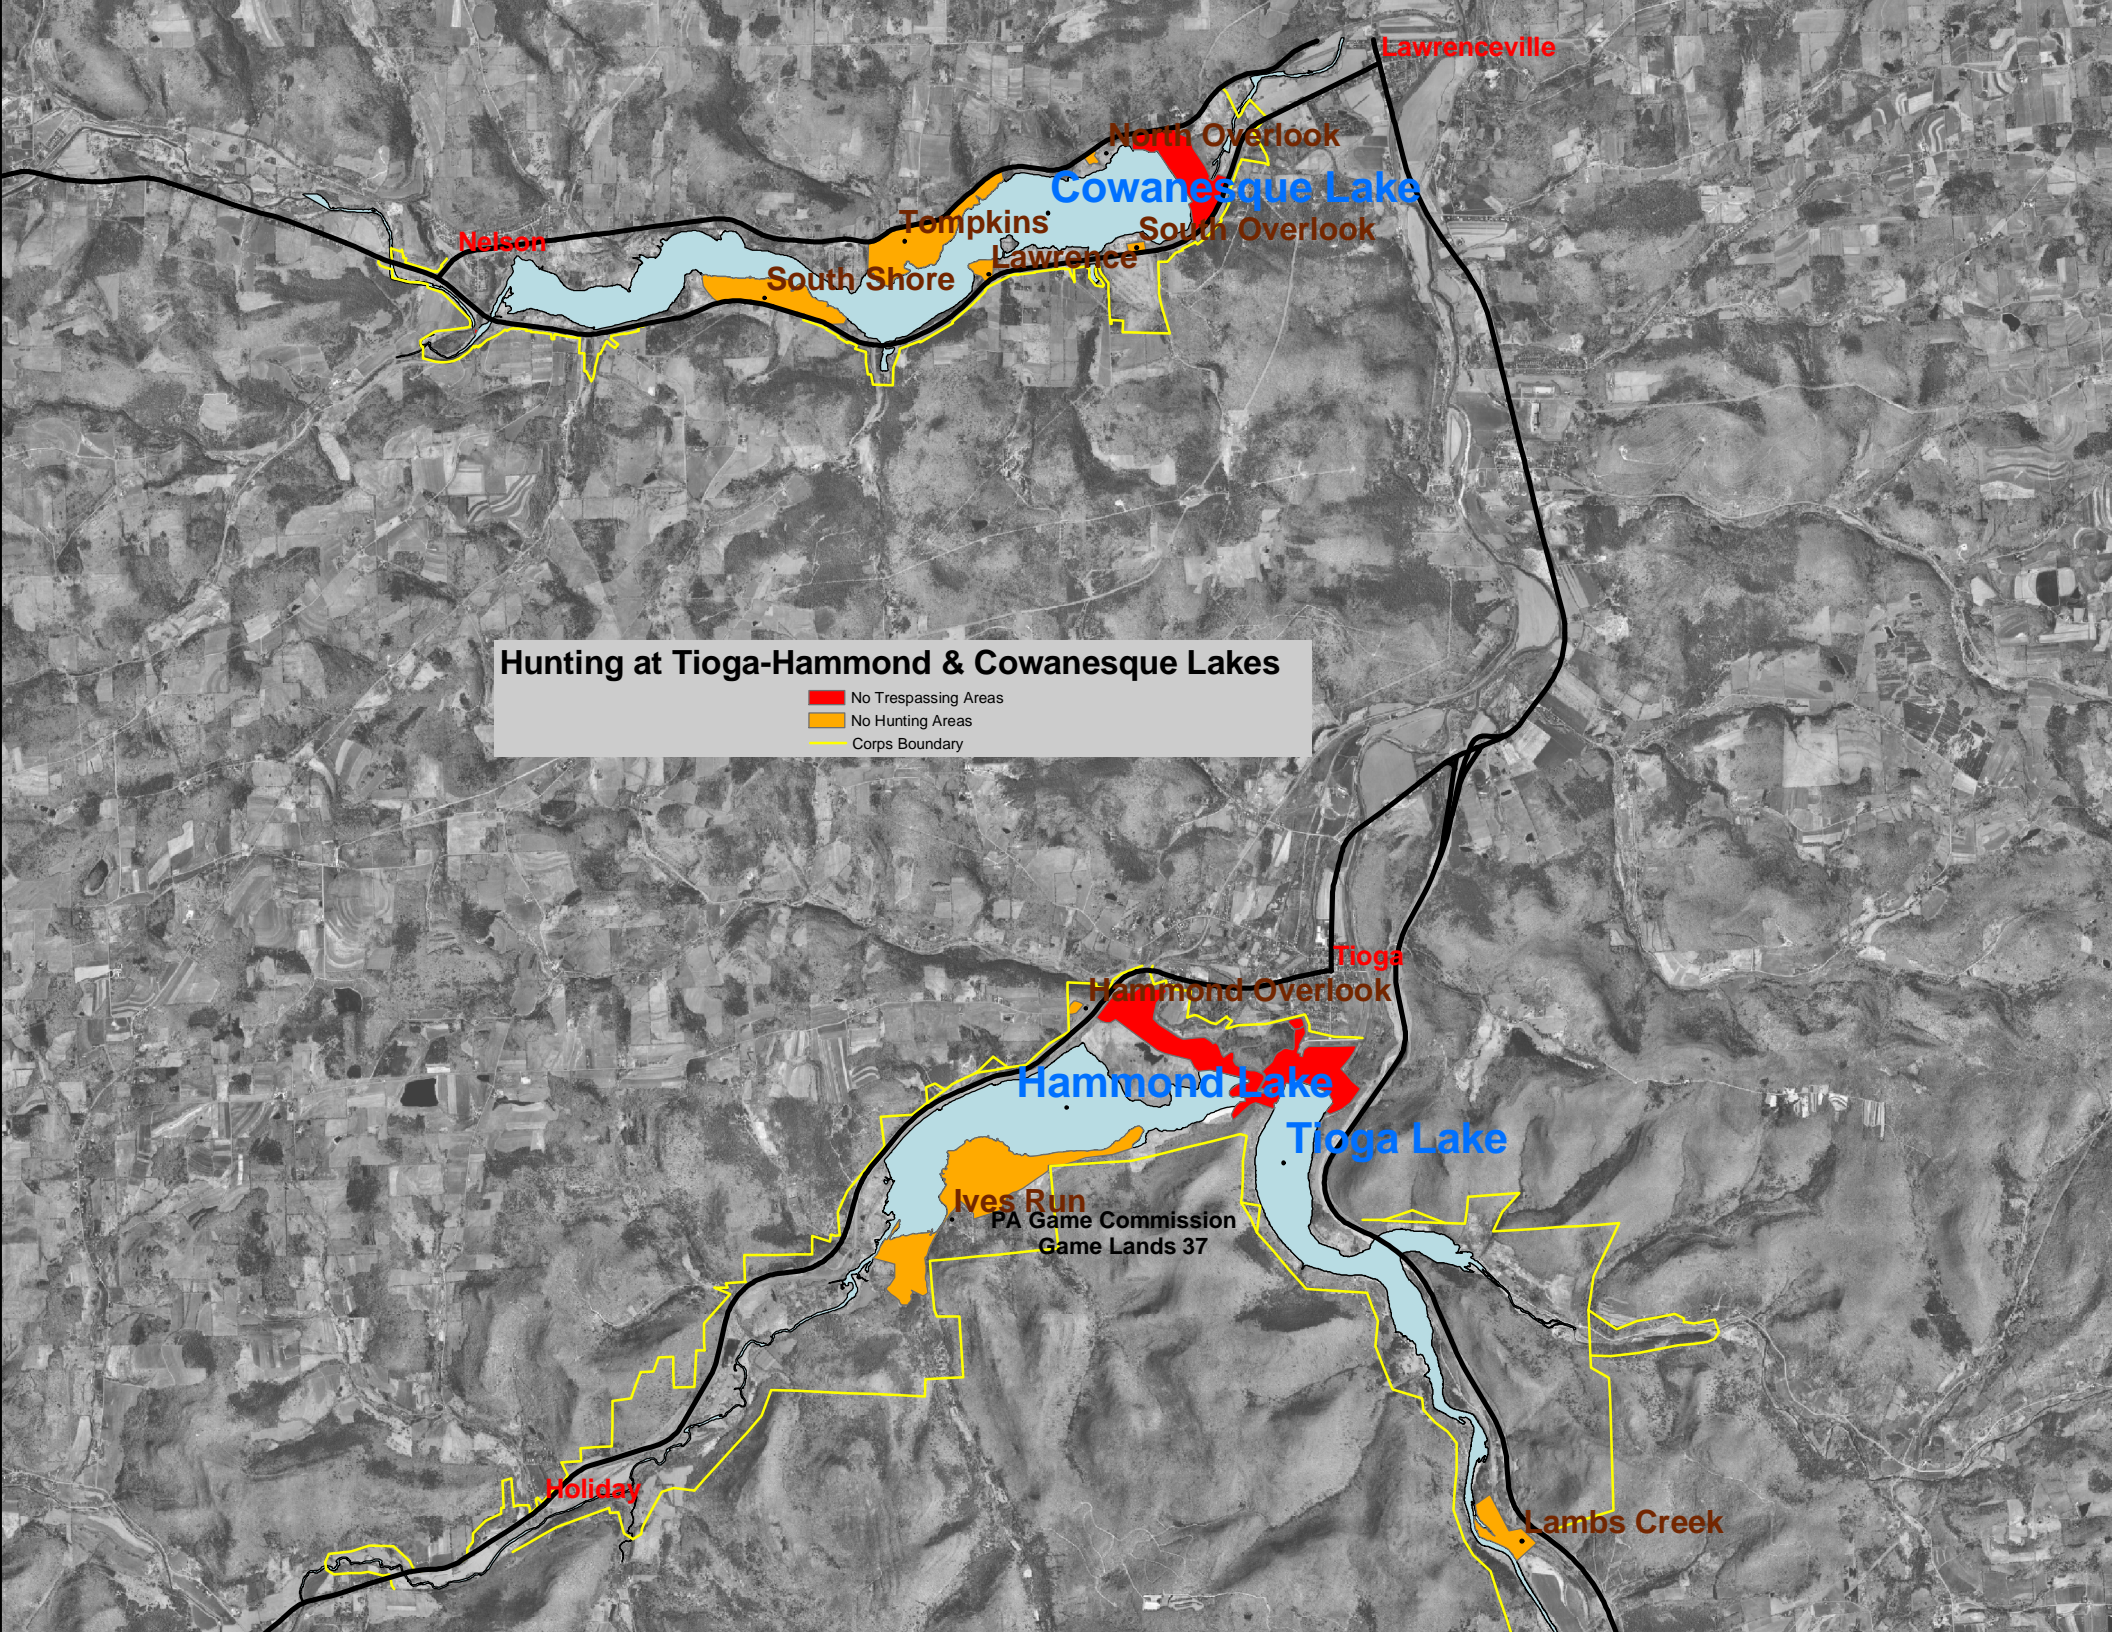 Lawrenceville
North Overlook
Cowanesque Lake
Tompkins
South Overlook
Nelson
Lawrence
South Shore
Hunting at Tioga-Hammond & Cowanesque Lakes
No Trespassing Areas
No Hunting Areas
Corps Boundary
Tioga
Hammond Overlook
Hammond Lake
Tioga Lake
Ives Run
PA Game Commission
Game Lands 37
Holiday
Lambs Creek